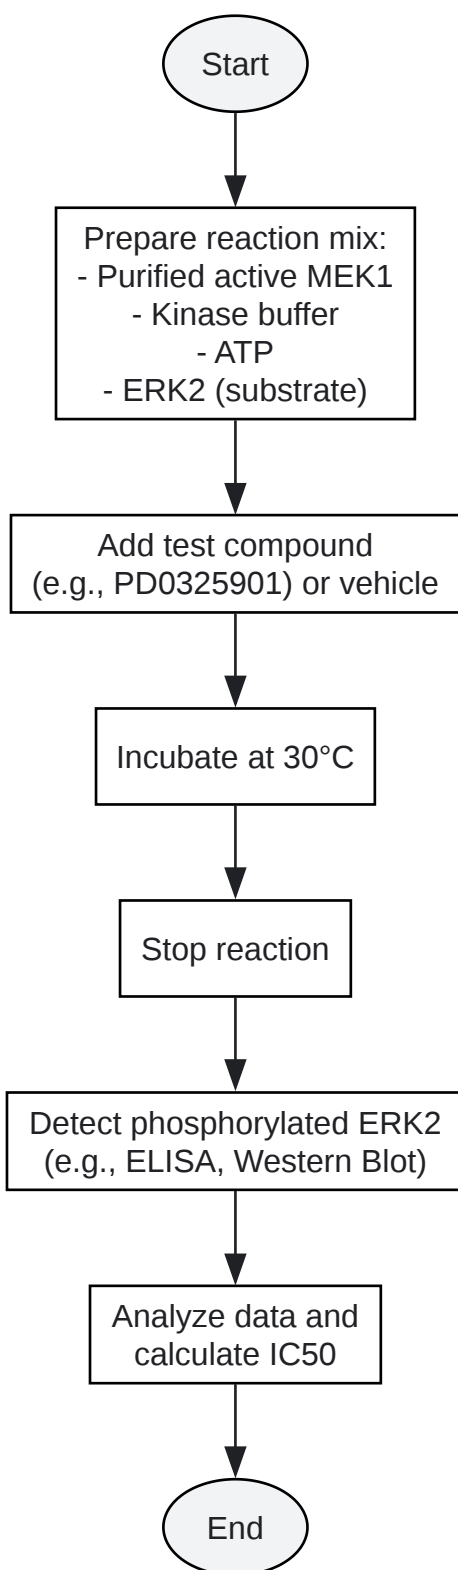 Start
Prepare reaction mix:
- Purified active MEK1
- Kinase buffer
- ATP
- ERK2 (substrate)
Add test compound
(e.g., PD0325901) or vehicle
Incubate at 30°C
Stop reaction
Detect phosphorylated ERK2
(e.g., ELISA, Western Blot)
Analyze data and
calculate IC50
End